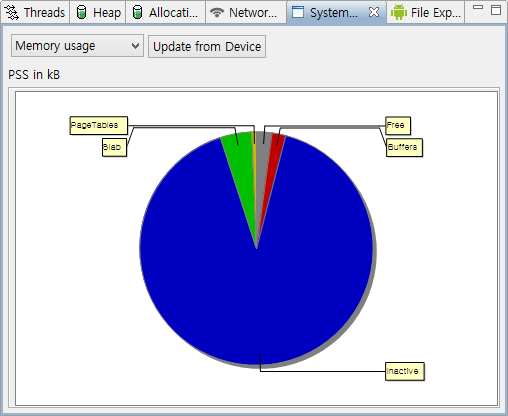 Threads Heap Allocati... Networ... System... File Exp...
Memory usage Update from Device
PSS in kB
PageTables Free
Slab Buffers
Inactive